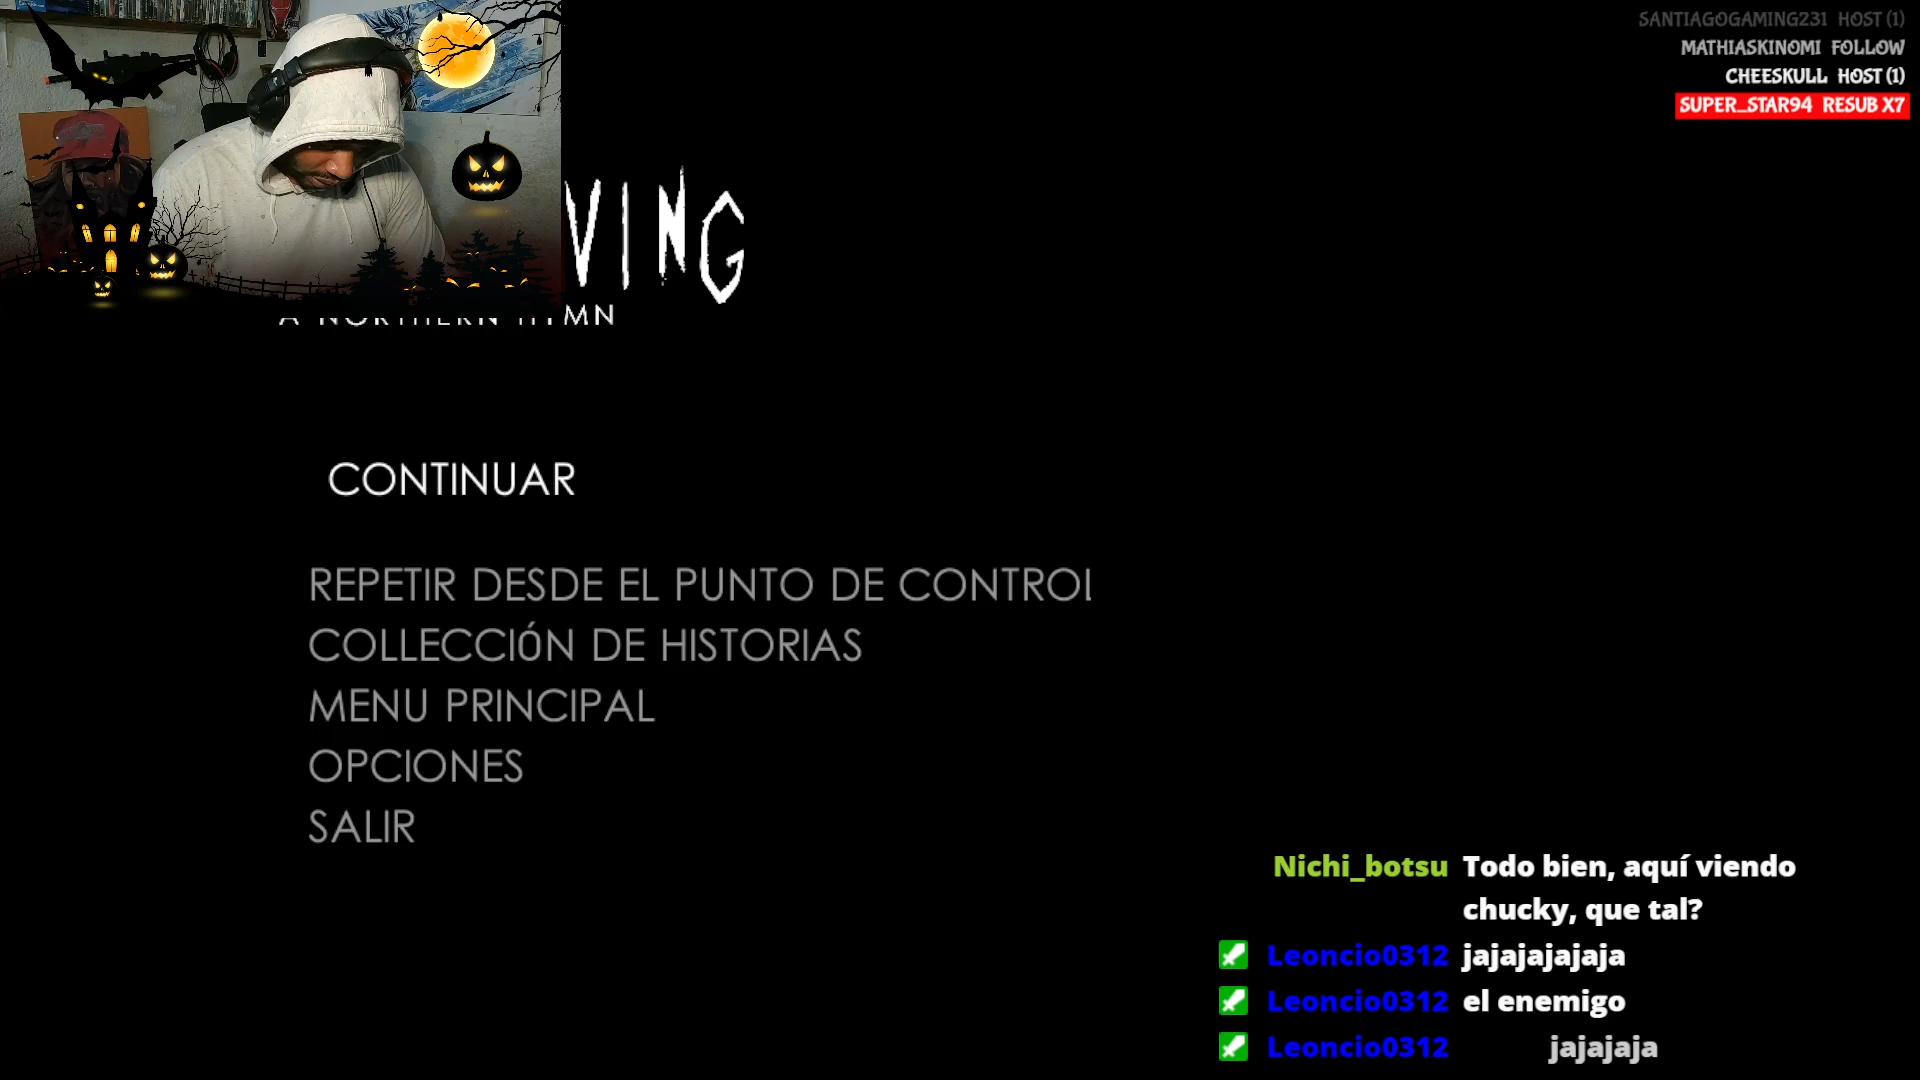 SANTIAGOGAMING231 HOST (1)
MATHIASKINOMI FOLLOW
CHEESKULL HOST (1)
SUPER_STAR94 RESUB X7
VING
A NORTHERN HYMN
CONTINUAR
REPETIR DESDE EL PUNTO DE CONTROL
COLLECCIÓN DE HISTORIAS
MENU PRINCIPAL
OPCIONES
SALIR
Nichi_botsu Todo bien, aquí viendo
chucky, que tal?
Leoncio0312 jajajajajaja
Leoncio0312 el enemigo
Leoncio0312 jajajaja